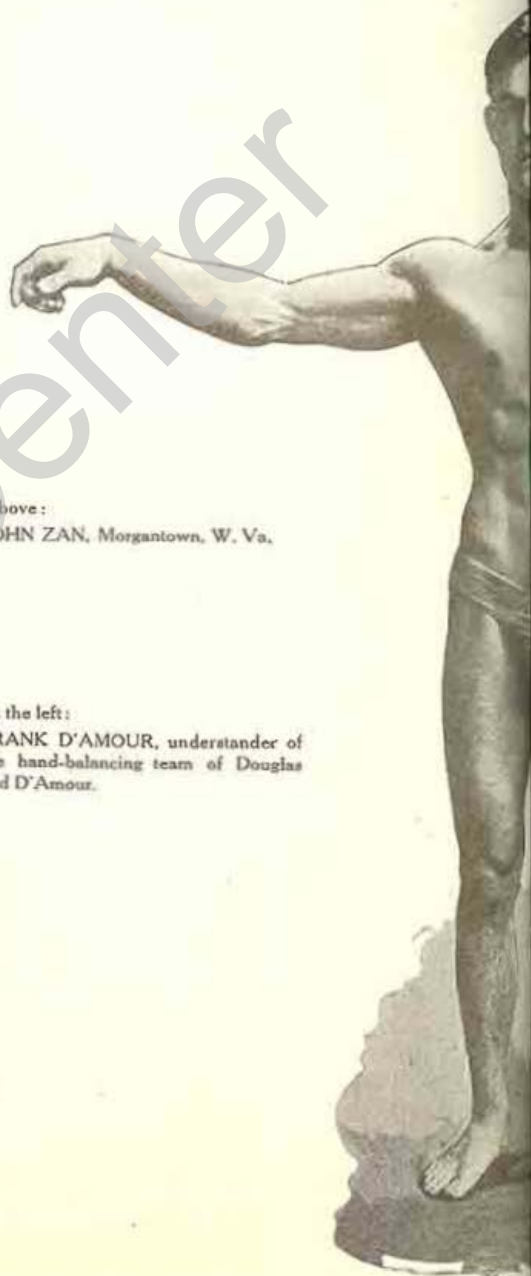 bove:
OHN ZAN, Morgantown, W. Va.
the left:
RANK D'AMOUR, understander of
e hand-balancing team of Douglas
d D'Amour.
enter